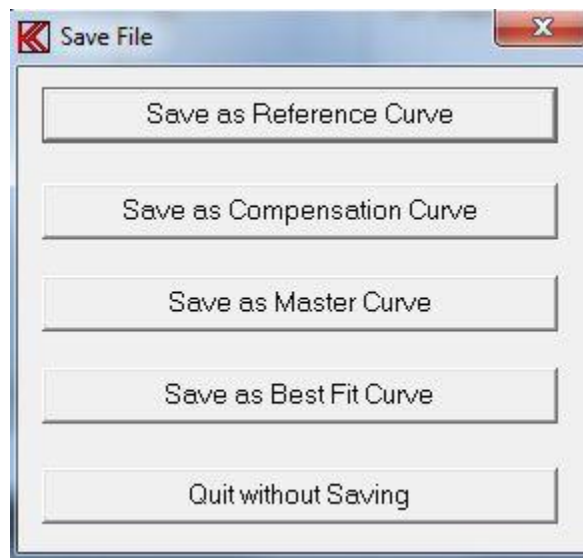 Save File
Save as Reference Curve
Save as Compensation Curve
Save as Master Curve
Save as Best Fit Curve
Quit without Saving